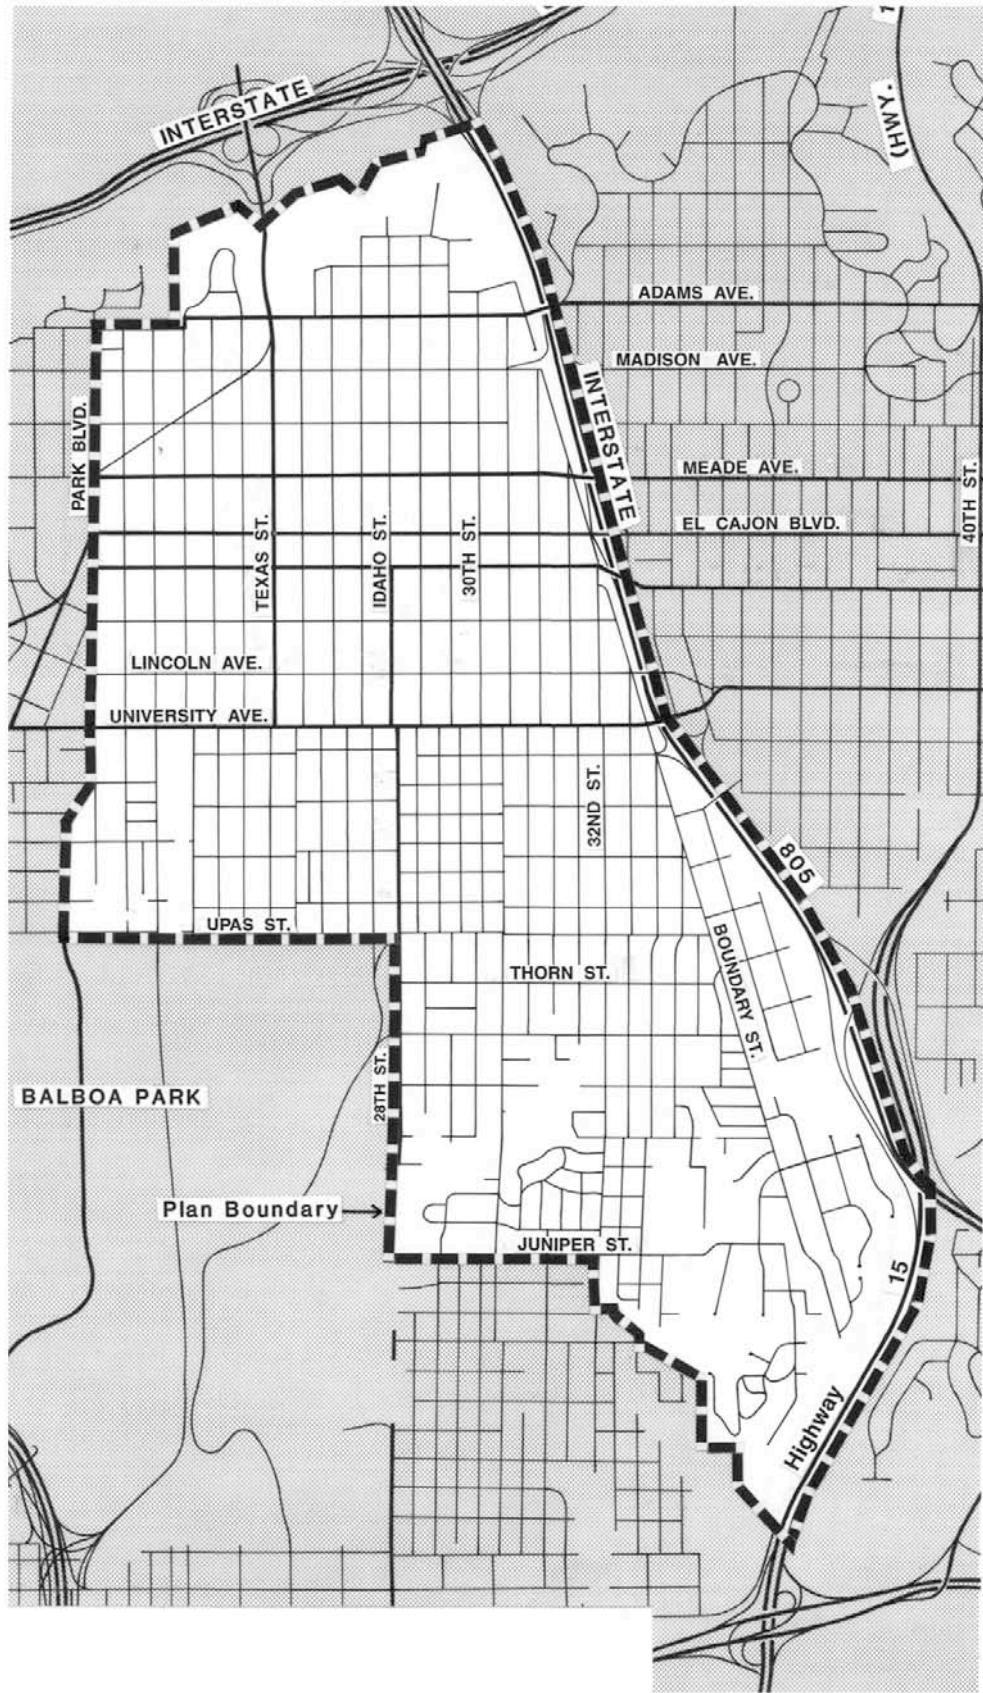 INTERSTATE
(HWY.
ADAMS AVE.
MADISON AVE.
INTERSTATE
PARK BLVD.
MEADE AVE.
40TH ST.
EL CAJON BLVD.
TEXAS ST.
IDAHO ST.
30TH ST.
LINCOLN AVE.
UNIVERSITY AVE.
32ND ST.
805
UPAS ST.
BOUNDARY ST.
THORN ST.
28TH ST.
BALBOA PARK
Plan Boundary
JUNIPER ST.
15
Highway